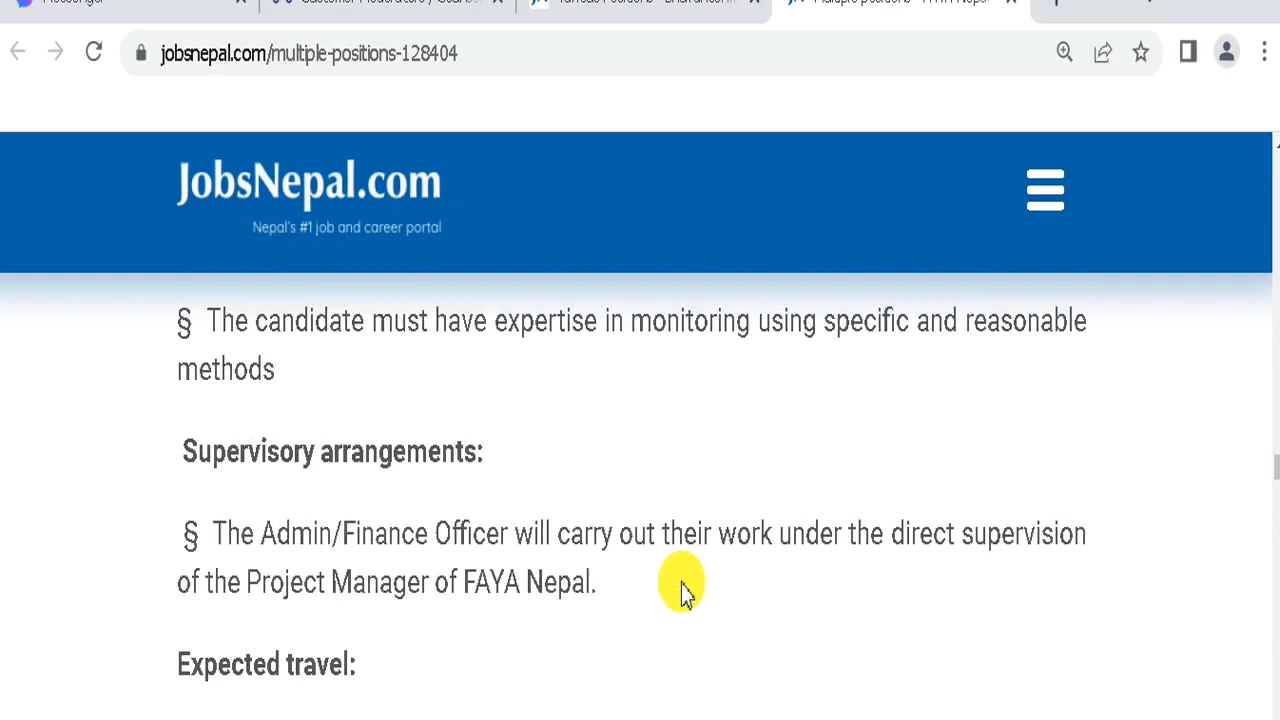 jobsnepal.com/multiple-positions-128404
JobsNepal.com
Nepal's #1 job and career portal
§ The candidate must have expertise in monitoring using specific and reasonable
methods
Supervisory arrangements:
§ The Admin/Finance Officer will carry out their work under the direct supervision
of the Project Manager of FAYA Nepal.
Expected travel: